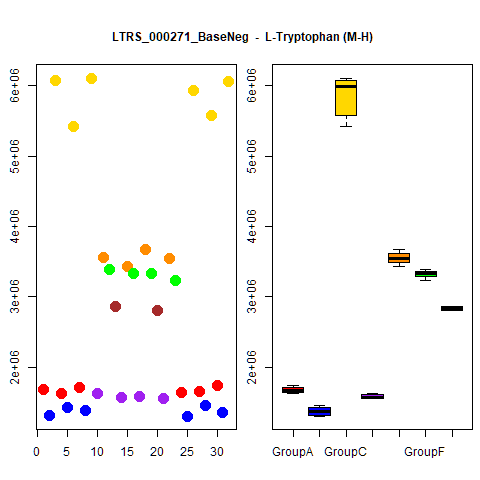 LTRS_000271_BaseNeg - L-Tryptophan (M-H)
6e+06
5e+06
4e+06
3e+06
2e+06
0 5 10 15 20 25 30
6e+06
5e+06
4e+06
3e+06
2e+06
GroupA GroupC GroupF